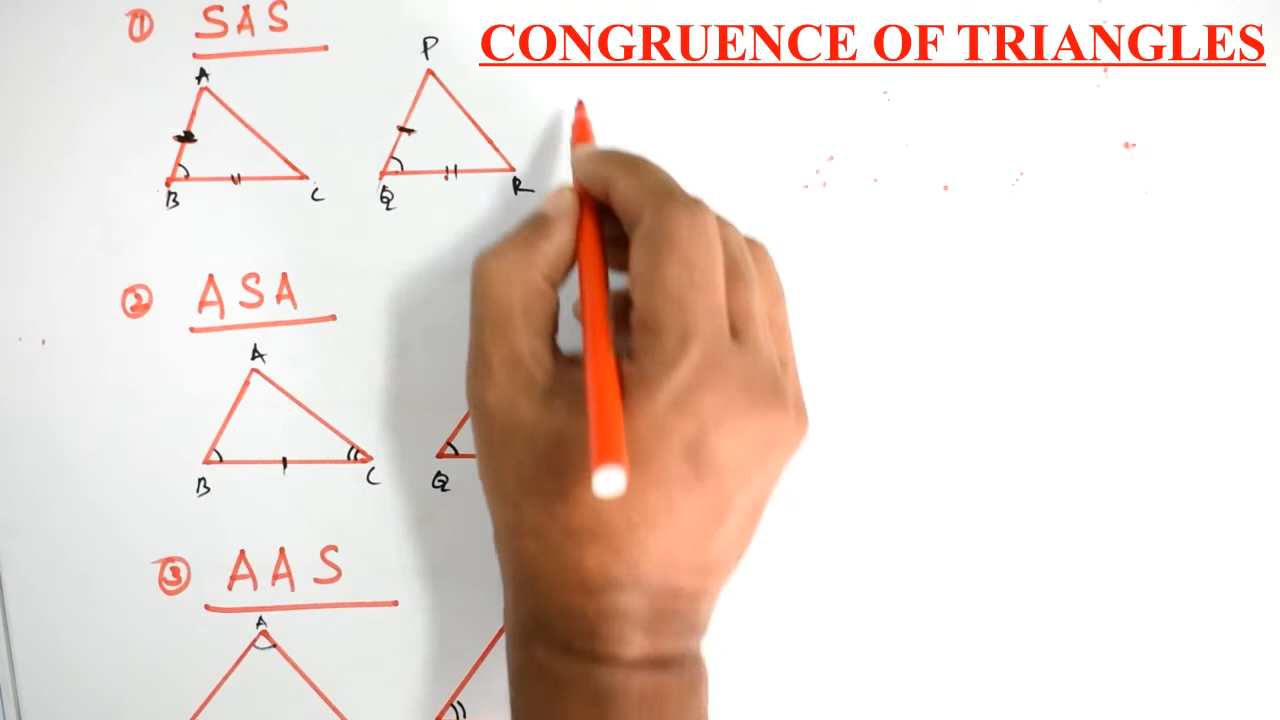 CONGRUENCE OF TRIANGLES
① SAS
A
P
B
C
Q
R
② ASA
A
B
C
Q
③ AAS
A